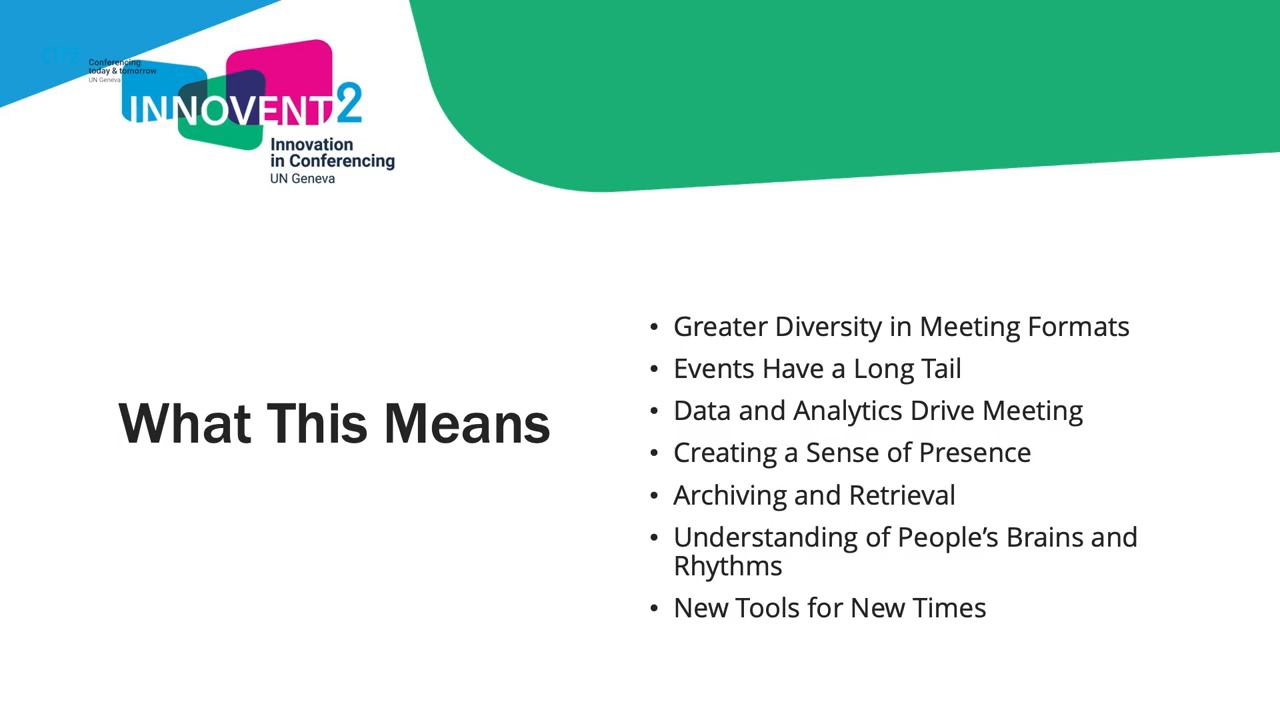 Conferencing
today & tomorrow
UN Geneva
INNOVENT2
Innovation
in Conferencing
UN Geneva
What This Means
• Greater Diversity in Meeting Formats
• Events Have a Long Tail
• Data and Analytics Drive Meeting
• Creating a Sense of Presence
• Archiving and Retrieval
• Understanding of People’s Brains and
Rhythms
• New Tools for New Times